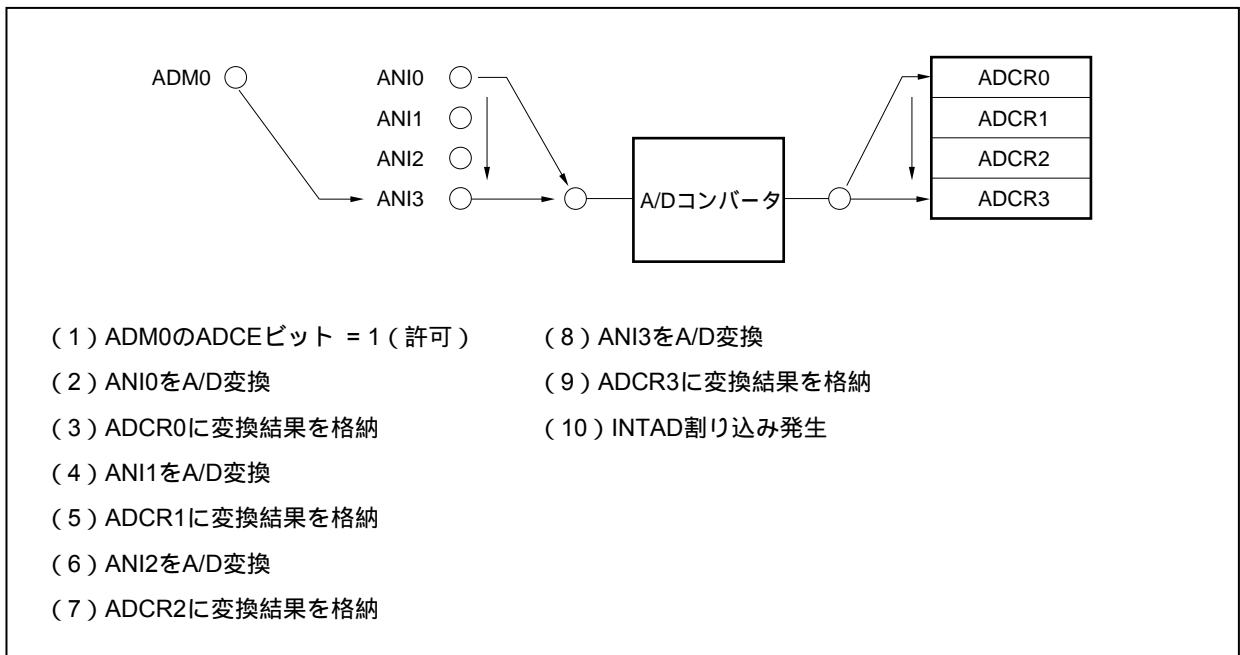 ADM0
ANI0
ANI1
ANI2
ANI3
A/Dコンバータ
ADCR0
ADCR1
ADCR2
ADCR3
（1）ADM0のADCEビット = 1（許可）
（2）ANI0をA/D変換
（3）ADCR0に変換結果を格納
（4）ANI1をA/D変換
（5）ADCR1に変換結果を格納
（6）ANI2をA/D変換
（7）ADCR2に変換結果を格納
（8）ANI3をA/D変換
（9）ADCR3に変換結果を格納
（10）INTAD割り込み発生